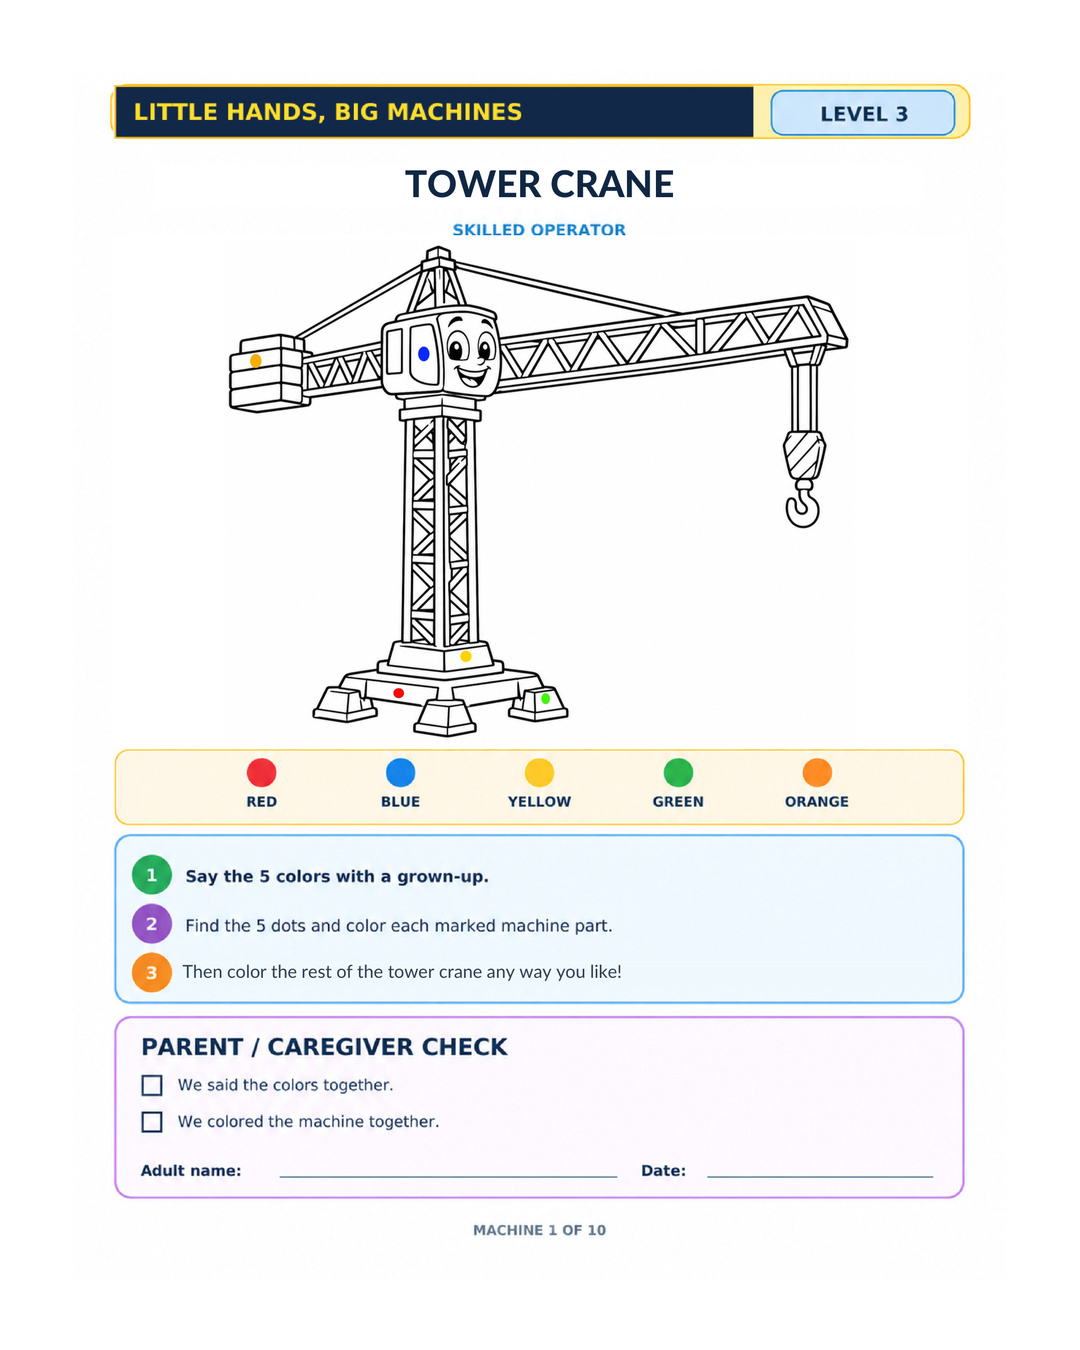 LITTLE HANDS, BIG MACHINES
LEVEL 3
TOWER CRANE
SKILLED OPERATOR
RED
BLUE
YELLOW
GREEN
ORANGE
1 Say the 5 colors with a grown-up.
2 Find the 5 dots and color each marked machine part.
3 Then color the rest of the tower crane any way you like!
PARENT / CAREGIVER CHECK
We said the colors together.
We colored the machine together.
Adult name: Date:
MACHINE 1 OF 10